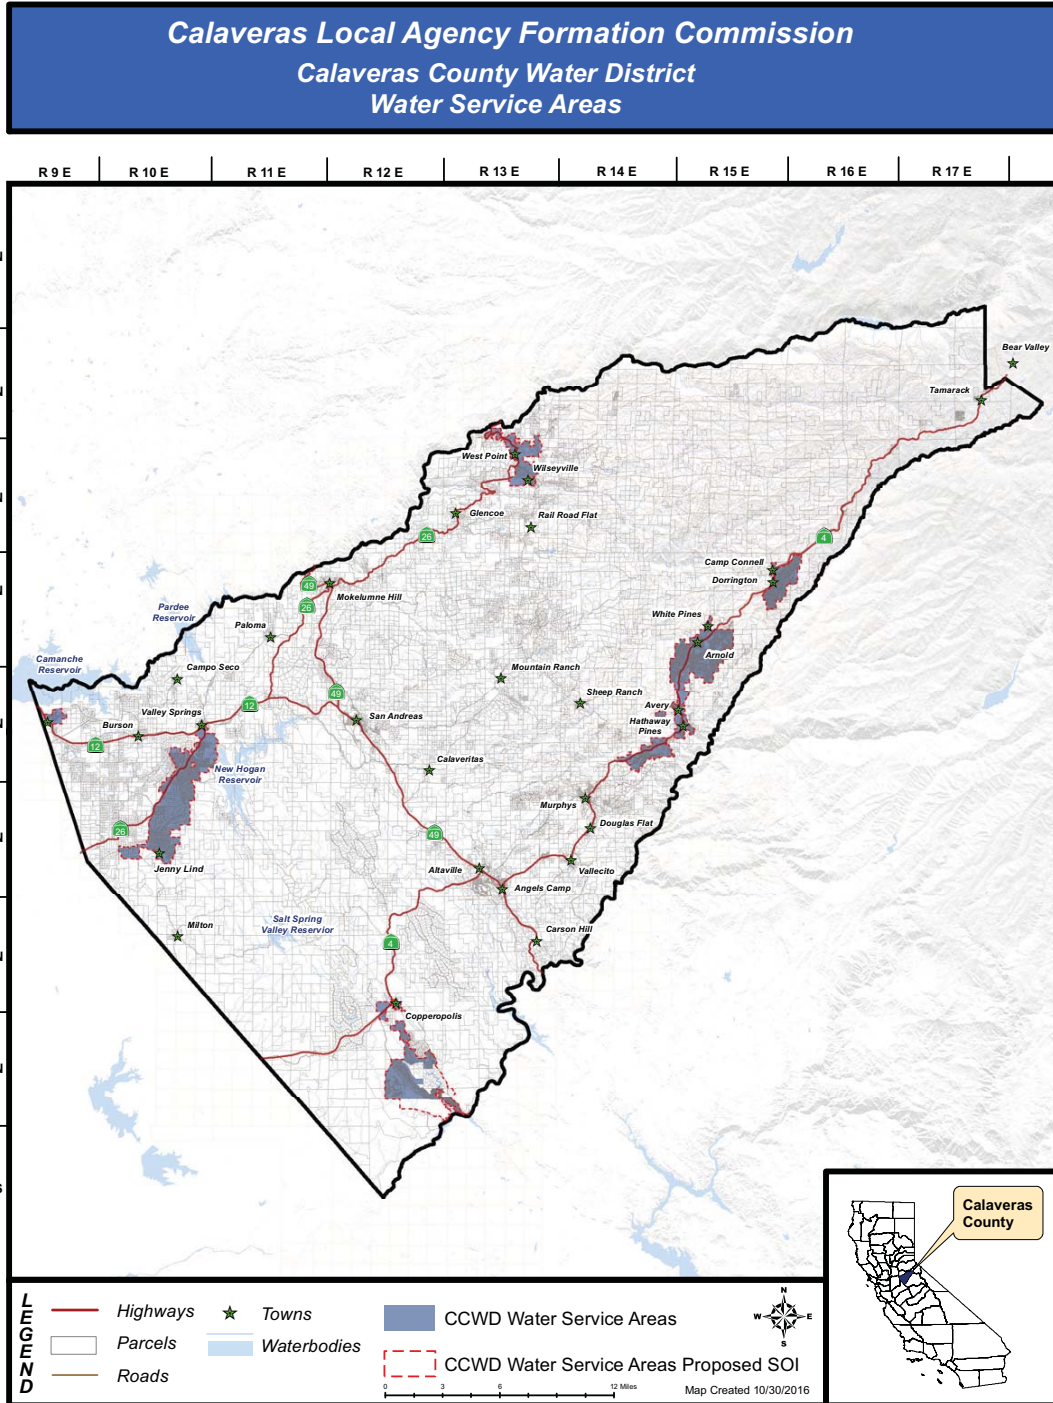 Calaveras Local Agency Formation Commission
Calaveras County Water District
Water Service Areas
R 9 E
R 10 E
R 11 E
R 12 E
R 13 E
R 14 E
R 15 E
R 16 E
R 17 E
Bear Valley
Tamarack
West Point
Wilseyville
Glencoe
Rail Road Flat
26
4
Camp Connell
Dorrington
49
Mokelumne Hill
26
Pardee
Reservoir
Paloma
White Pines
Arnold
Camanche
Reservoir
Campo Seco
Mountain Ranch
Sheep Ranch
49
12
Avery
Valley Springs
San Andreas
Burson
Hathaway
Pines
12
Calaveritas
New Hogan
Reservoir
Murphys
Douglas Flat
26
49
Jenny Lind
Altaville
Vallecito
Angels Camp
Milton
Salt Spring
Valley Reservior
Carson Hill
4
Copperopolis
Calaveras
County
LEGEND
Highways
Towns
CCWD Water Service Areas
Parcels
Waterbodies
CCWD Water Service Areas Proposed SOI
Roads
N
W
E
S
0 3 6 12 Miles
Map Created 10/30/2016